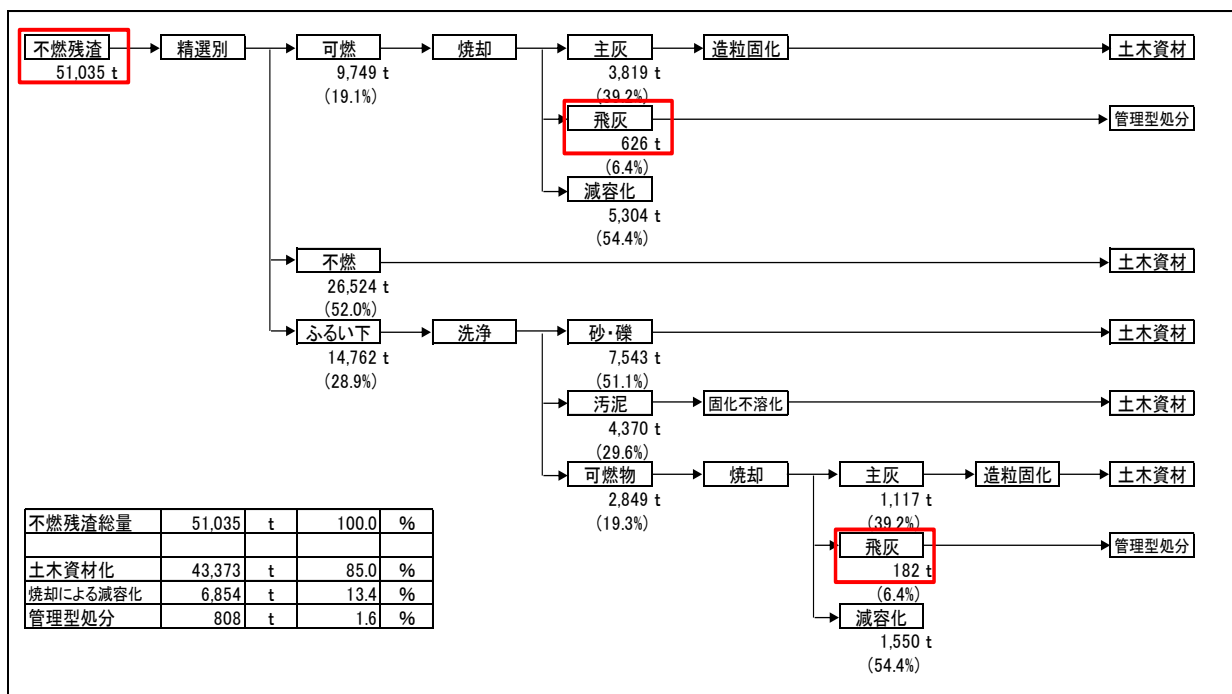 不燃残渣 精選別 可燃 焼却 主灰 造粒固化 土木資材
51,035 t 9,749 t 3,819 t
(19.1%) (39.2%)
飛灰 管理型処分
626 t
(6.4%)
減容化
5,304 t
(54.4%)
不燃 土木資材
26,524 t
(52.0%)
ふるい下 洗浄 砂・礫 土木資材
14,762 t 7,543 t
(28.9%) (51.1%)
汚泥 固化不溶化 土木資材
4,370 t
(29.6%)
可燃物 焼却 主灰 造粒固化 土木資材
2,849 t 1,117 t
(19.3%) (39.2%)
飛灰 管理型処分
182 t
(6.4%)
減容化
1,550 t
(54.4%)
不燃残渣総量 51,035 t 100.0 %
土木資材化 43,373 t 85.0 %
焼却による減容化 6,854 t 13.4 %
管理型処分 808 t 1.6 %